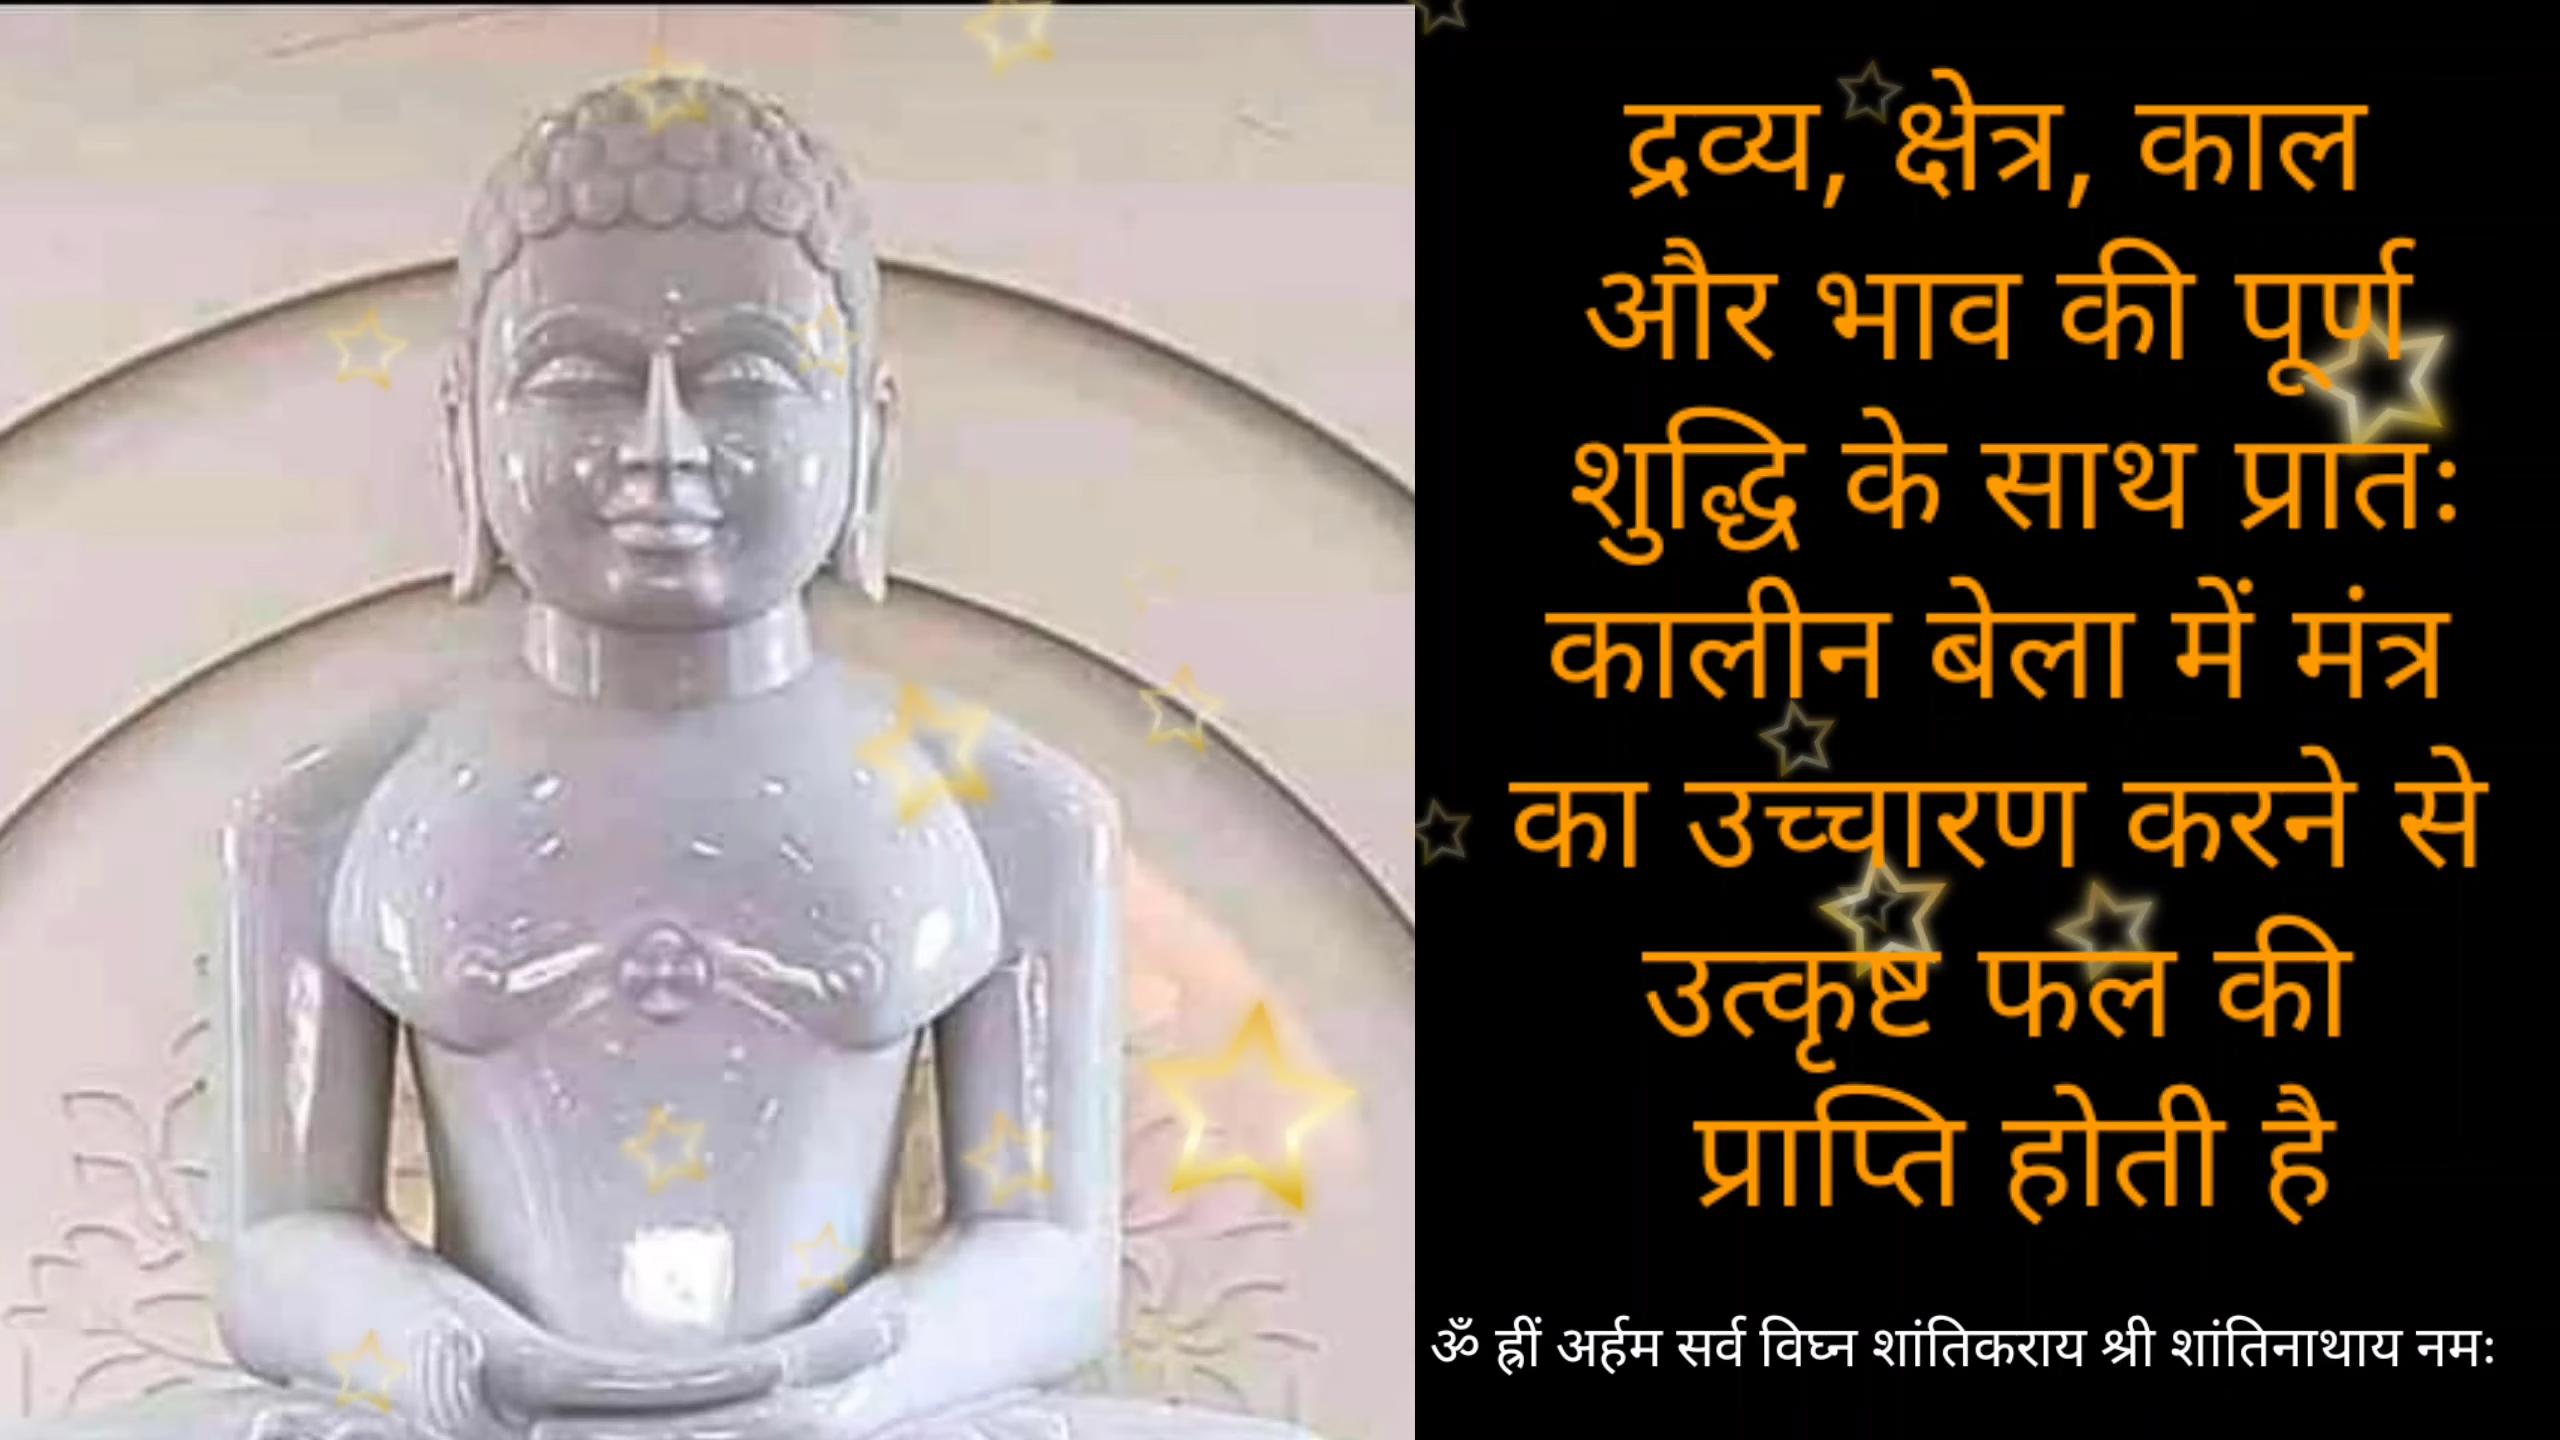 द्रव्य, क्षेत्र, काल
और भाव की पूर्ण
शुद्धि के साथ प्रातः
कालीन बेला में मंत्र
का उच्चारण करने से
उत्कृष्ट फल की
प्राप्ति होती है
ॐ ह्रीं अर्हम सर्व विघ्न शांतिकराय श्री शांतिनाथाय नमः